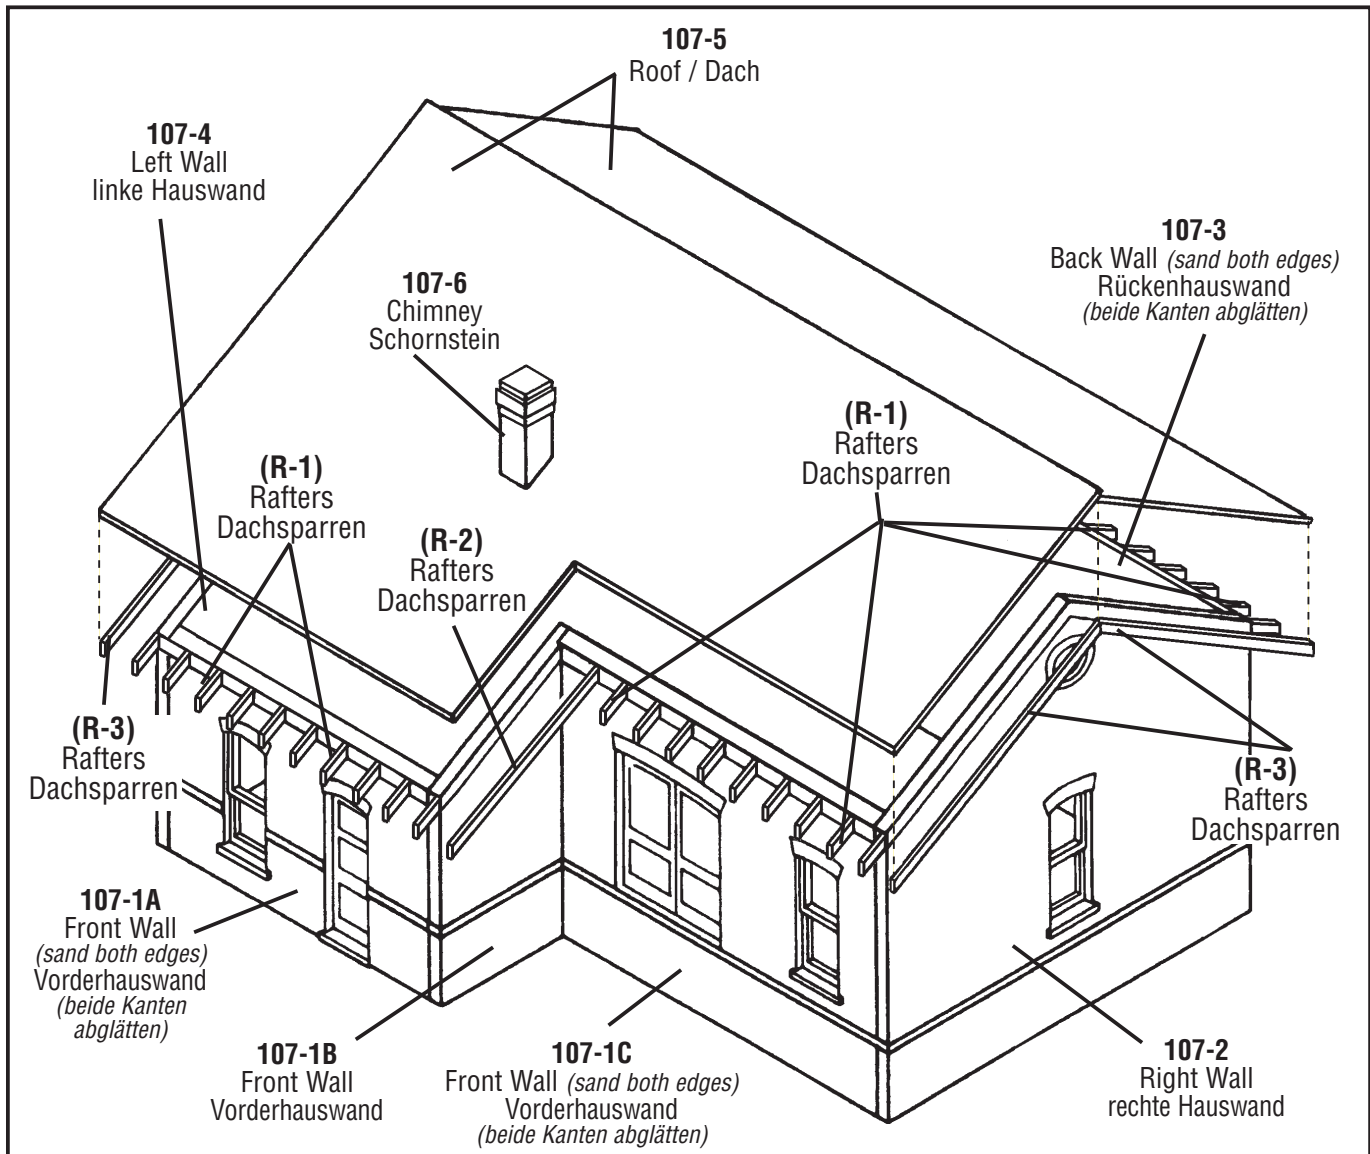 107-5
Roof / Dach
107-4
Left Wall
linke Hauswand
107-3
Back Wall (sand both edges)
Rückenhauswand
(beide Kanten abglätten)
107-6
Chimney
Schornstein
(R-1)
Rafters
Dachsparren
(R-1)
Rafters
Dachsparren
(R-2)
Rafters
Dachsparren
(R-3)
Rafters
Dachsparren
(R-3)
Rafters
Dachsparren
107-1A
Front Wall
(sand both edges)
Vorderhauswand
(beide Kanten
abglätten)
107-1B
Front Wall
Vorderhauswand
107-1C
Front Wall (sand both edges)
Vorderhauswand
(beide Kanten abglätten)
107-2
Right Wall
rechte Hauswand